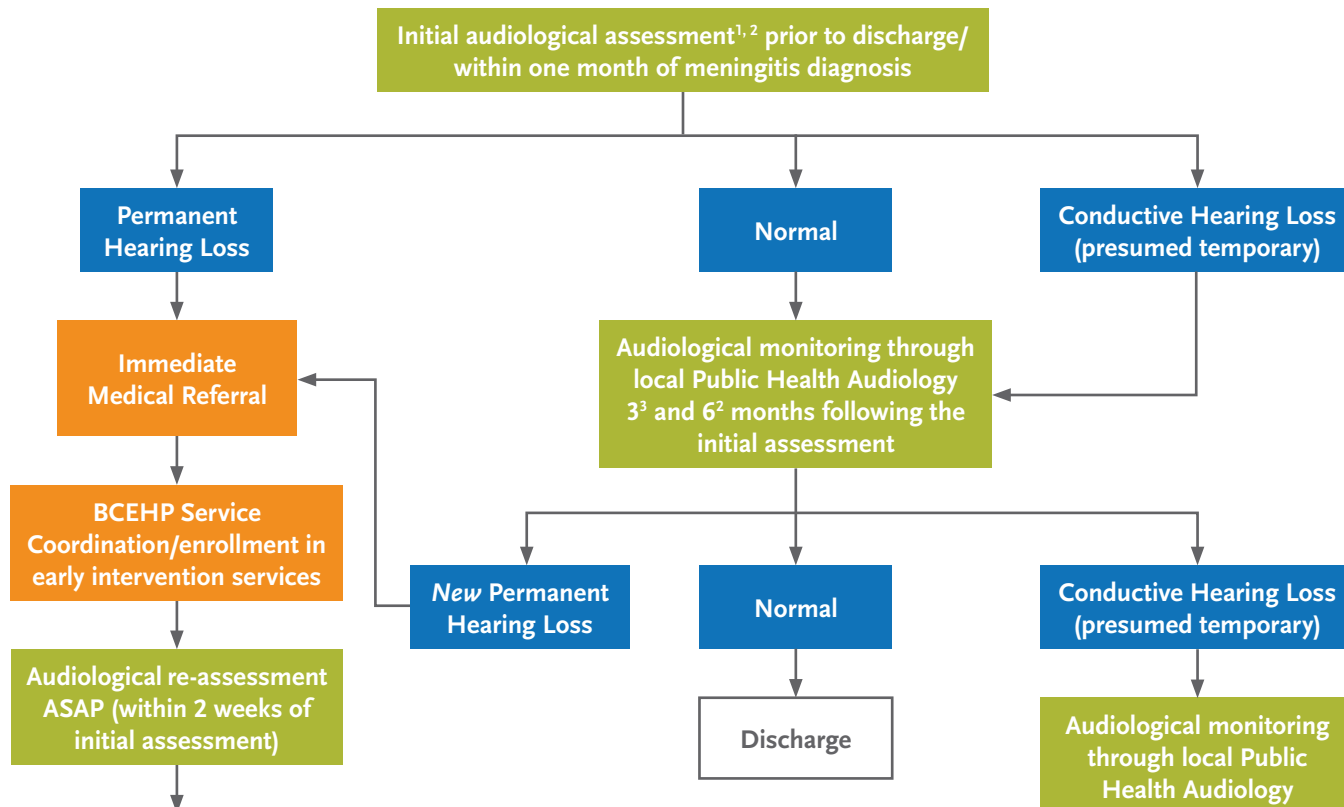 Initial audiological assessment¹,² prior to discharge/
within one month of meningitis diagnosis
Permanent
Hearing Loss
Normal
Conductive Hearing Loss
(presumed temporary)
Immediate
Medical Referral
Audiological monitoring through
local Public Health Audiology
3³ and 6² months following the
initial assessment
BCEHP Service
Coordination/enrollment in
early intervention services
New Permanent
Hearing Loss
Normal
Conductive Hearing Loss
(presumed temporary)
Audiological re-assessment
ASAP (within 2 weeks of
initial assessment)
Discharge
Audiological monitoring
through local Public
Health Audiology